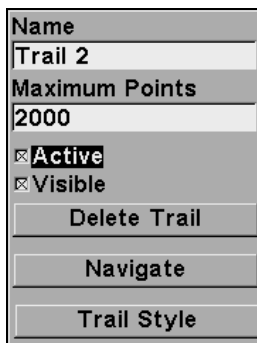 Name
Trail 2
Maximum Points
2000
Active
Visible
Delete Trail
Navigate
Trail Style